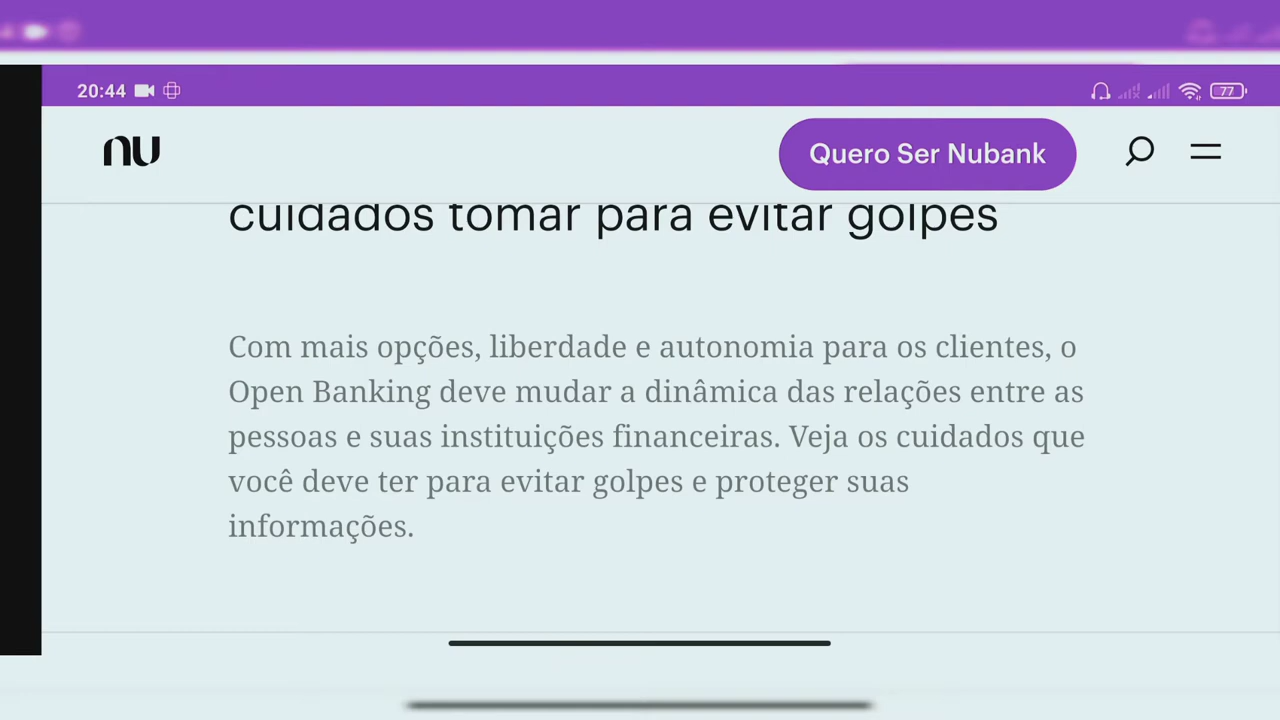 20:44
77
nu
Quero Ser Nubank
cuidados tomar para evitar golpes
Com mais opções, liberdade e autonomia para os clientes, o
Open Banking deve mudar a dinâmica das relações entre as
pessoas e suas instituições financeiras. Veja os cuidados que
você deve ter para evitar golpes e proteger suas
informações.